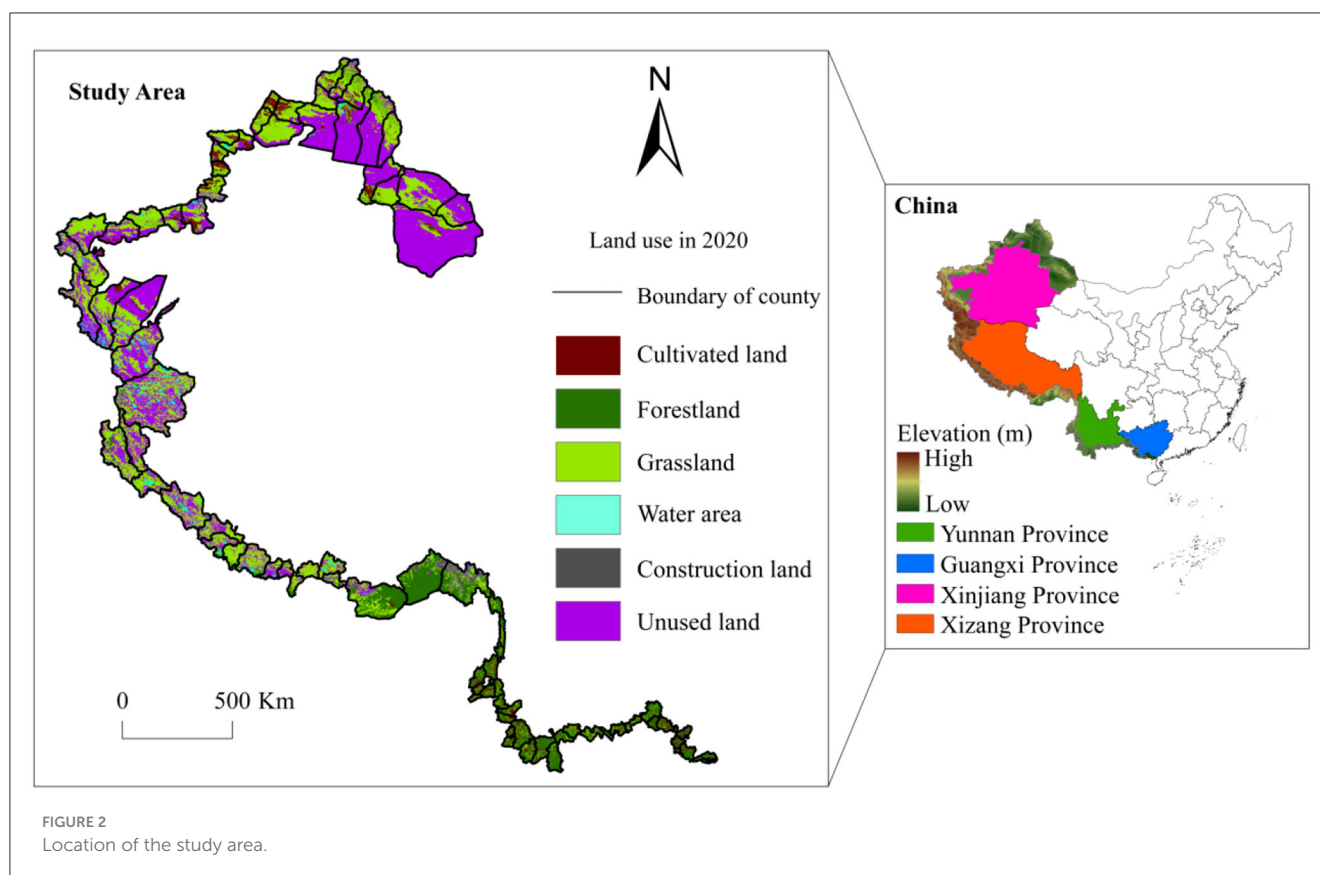 Study Area
N
Land use in 2020
Boundary of county
Cultivated land
Forestland
Grassland
Water area
Construction land
Unused land
0 500 Km
China
Elevation (m)
High
Low
Yunnan Province
Guangxi Province
Xinjiang Province
Xizang Province
FIGURE 2
Location of the study area.